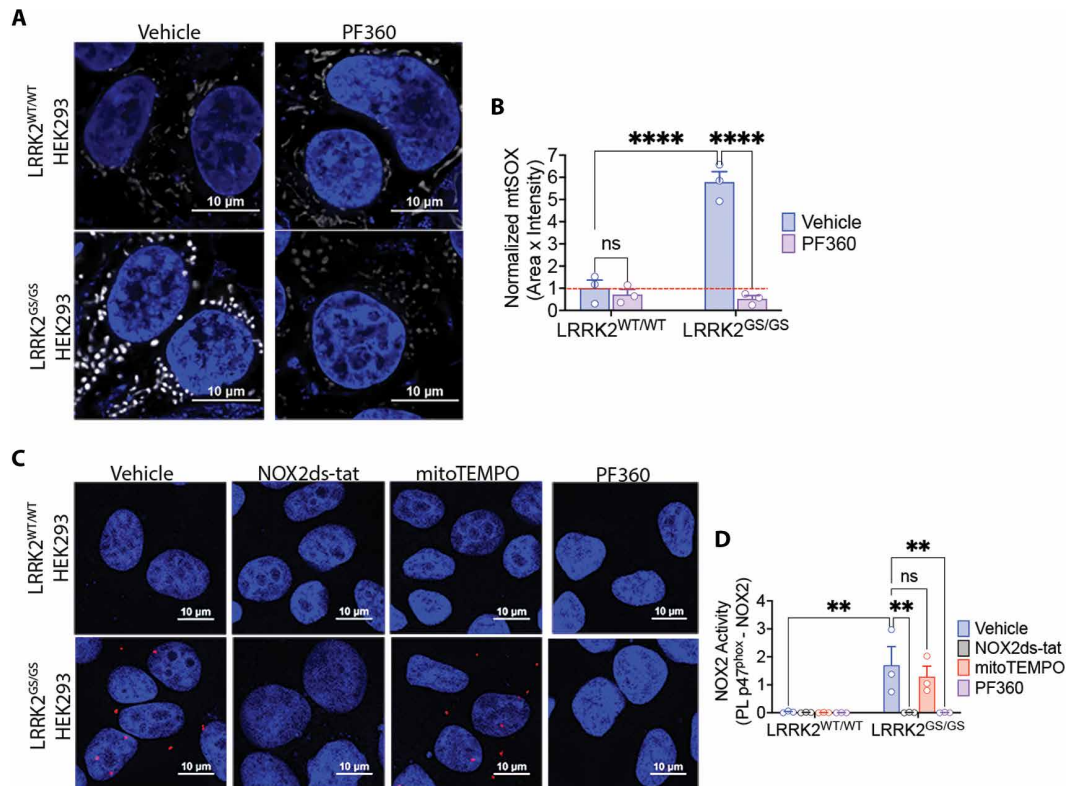 A
Vehicle
PF360
LRRK2WT/WT
HEK293
10 µm
10 µm
LRRK2GS/GS
HEK293
10 µm
10 µm
B
Normalized mtSOX
(Area x Intensity)
7
6
5
4
3
2
1
0
****
****
ns
LRRK2WT/WT
LRRK2GS/GS
Vehicle
PF360
C
Vehicle
NOX2ds-tat
mitoTEMPO
PF360
LRRK2WT/WT
HEK293
10 µm
10 µm
10 µm
10 µm
LRRK2GS/GS
HEK293
10 µm
10 µm
10 µm
10 µm
D
NOX2 Activity
(PL p47phox - NOX2)
4
3
2
1
0
**
ns
**
**
LRRK2WT/WT
LRRK2GS/GS
Vehicle
NOX2ds-tat
mitoTEMPO
PF360